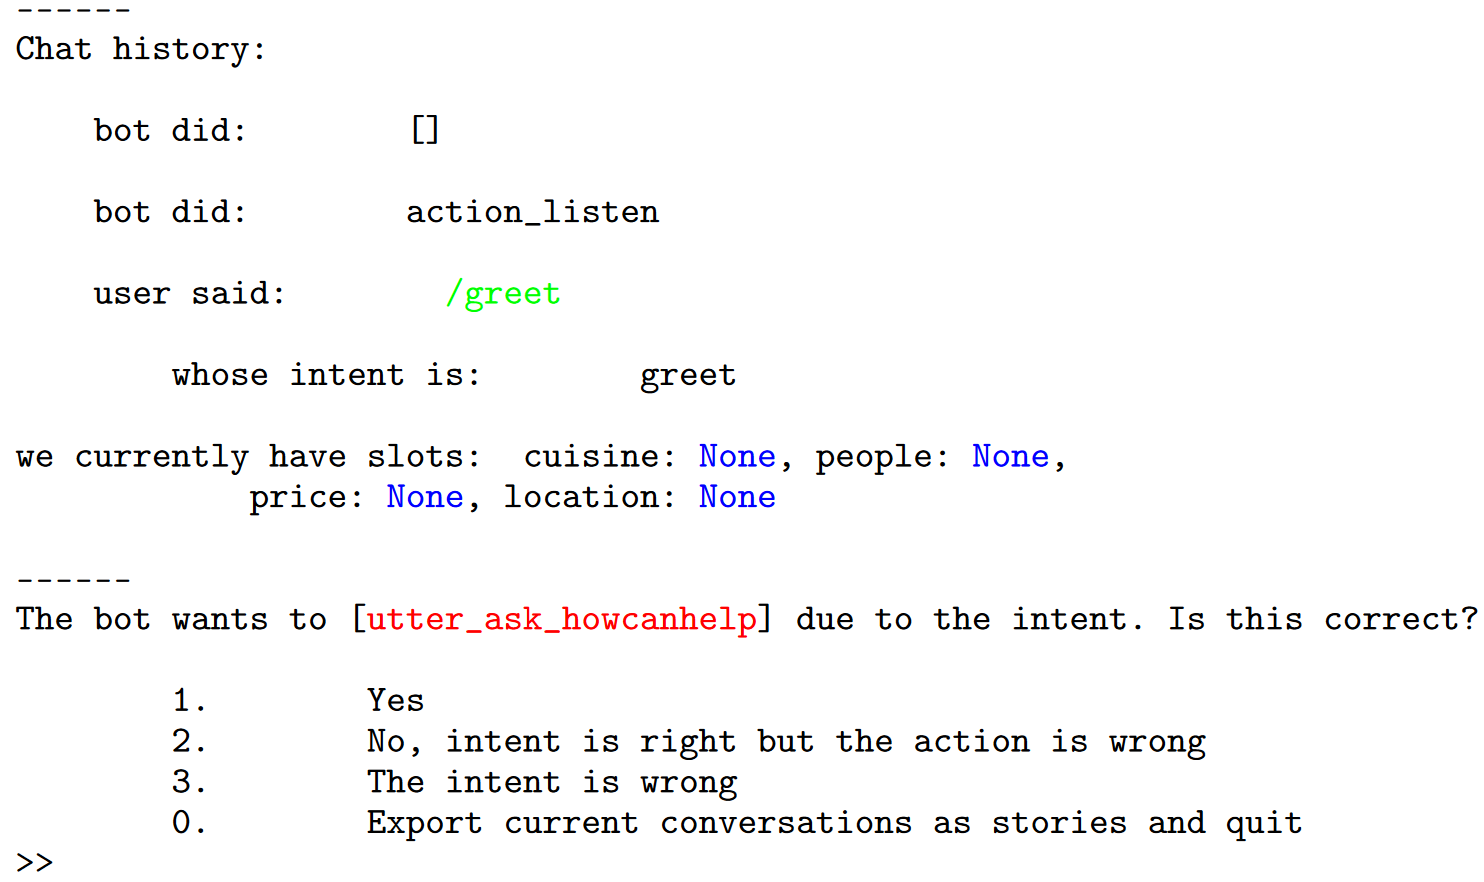 ------
Chat history:
bot did: []
bot did: action_listen
user said: /greet
whose intent is: greet
we currently have slots: cuisine: None, people: None,
price: None, location: None
------
The bot wants to [utter_ask_howcanhelp] due to the intent. Is this correct?
1. Yes
2. No, intent is right but the action is wrong
3. The intent is wrong
0. Export current conversations as stories and quit
>>